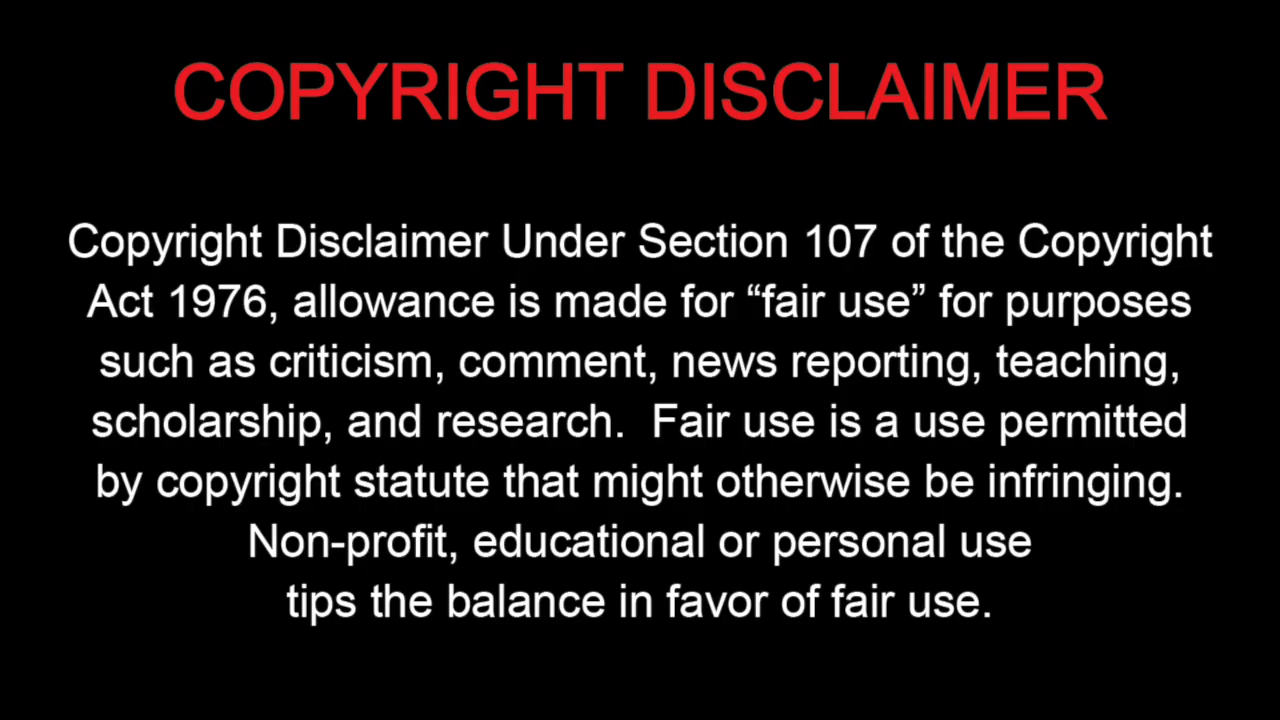 COPYRIGHT DISCLAIMER
Copyright Disclaimer Under Section 107 of the Copyright
Act 1976, allowance is made for “fair use” for purposes
such as criticism, comment, news reporting, teaching,
scholarship, and research.  Fair use is a use permitted
by copyright statute that might otherwise be infringing.
Non-profit, educational or personal use
tips the balance in favor of fair use.